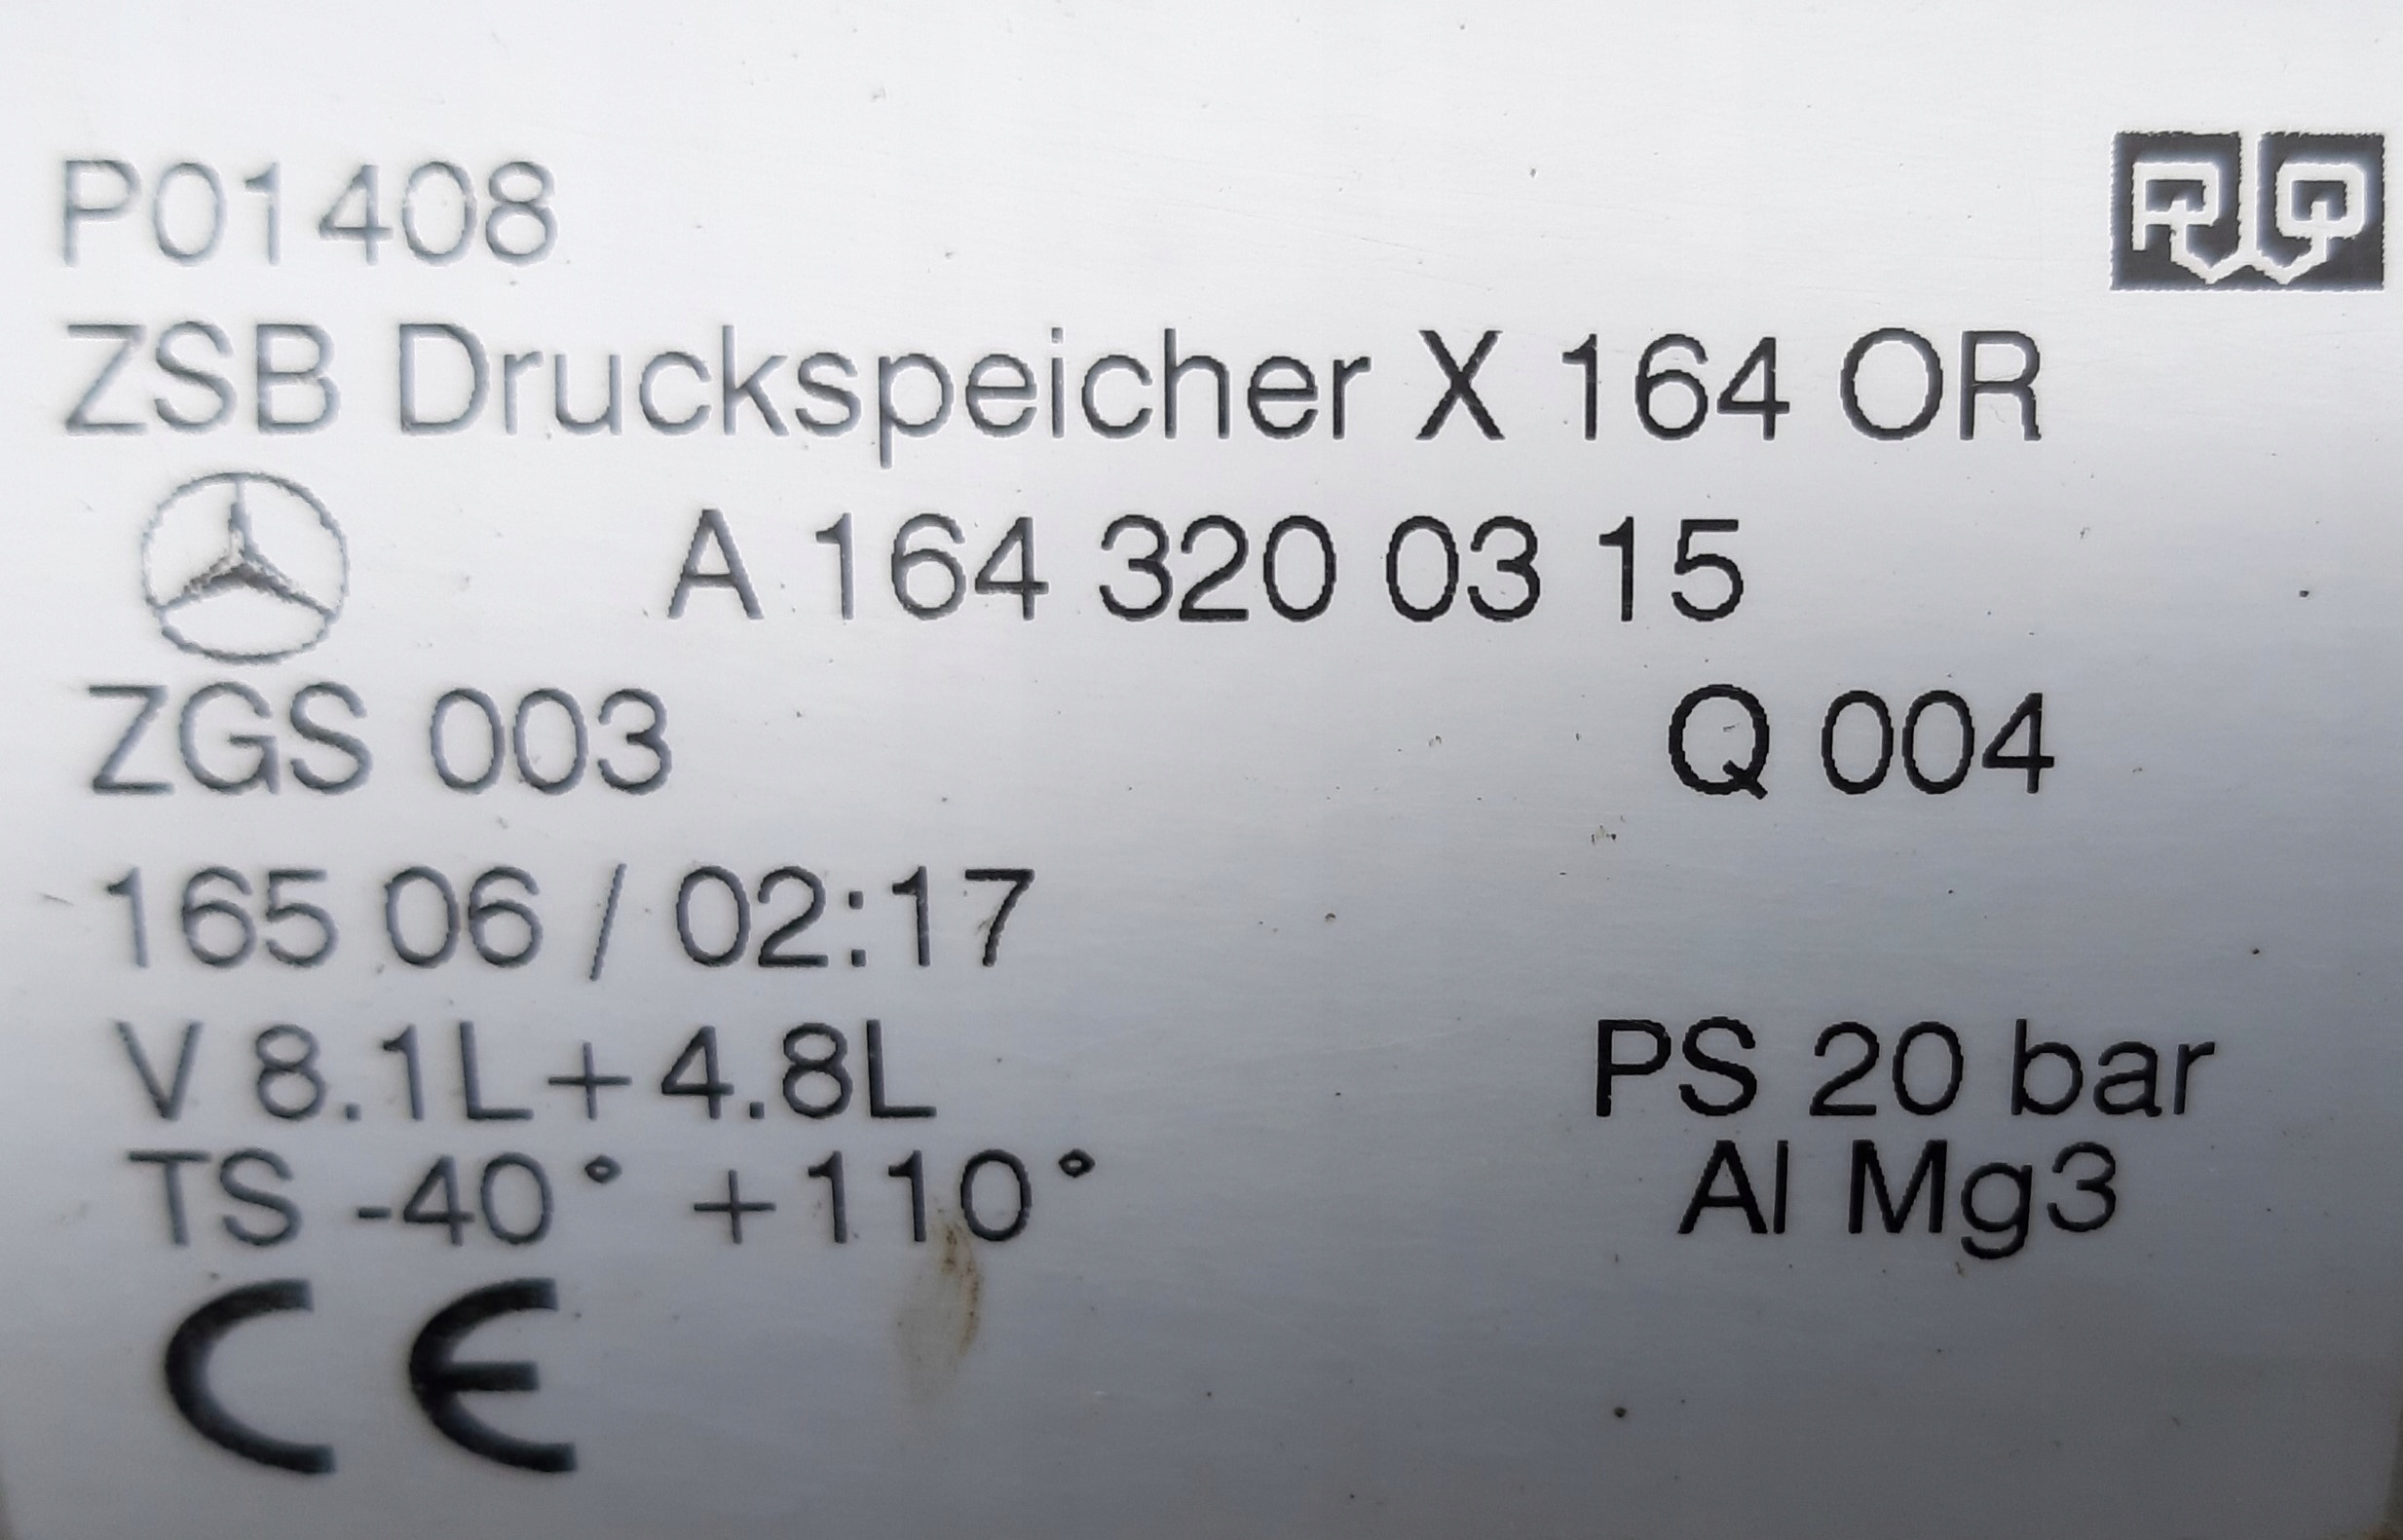 P01408
ZSB Druckspeicher X 164 OR
A 164 320 03 15
ZGS 003 Q 004
165 06 / 02:17
V 8.1L+4.8L PS 20 bar
TS -40° +110° Al Mg3
CE